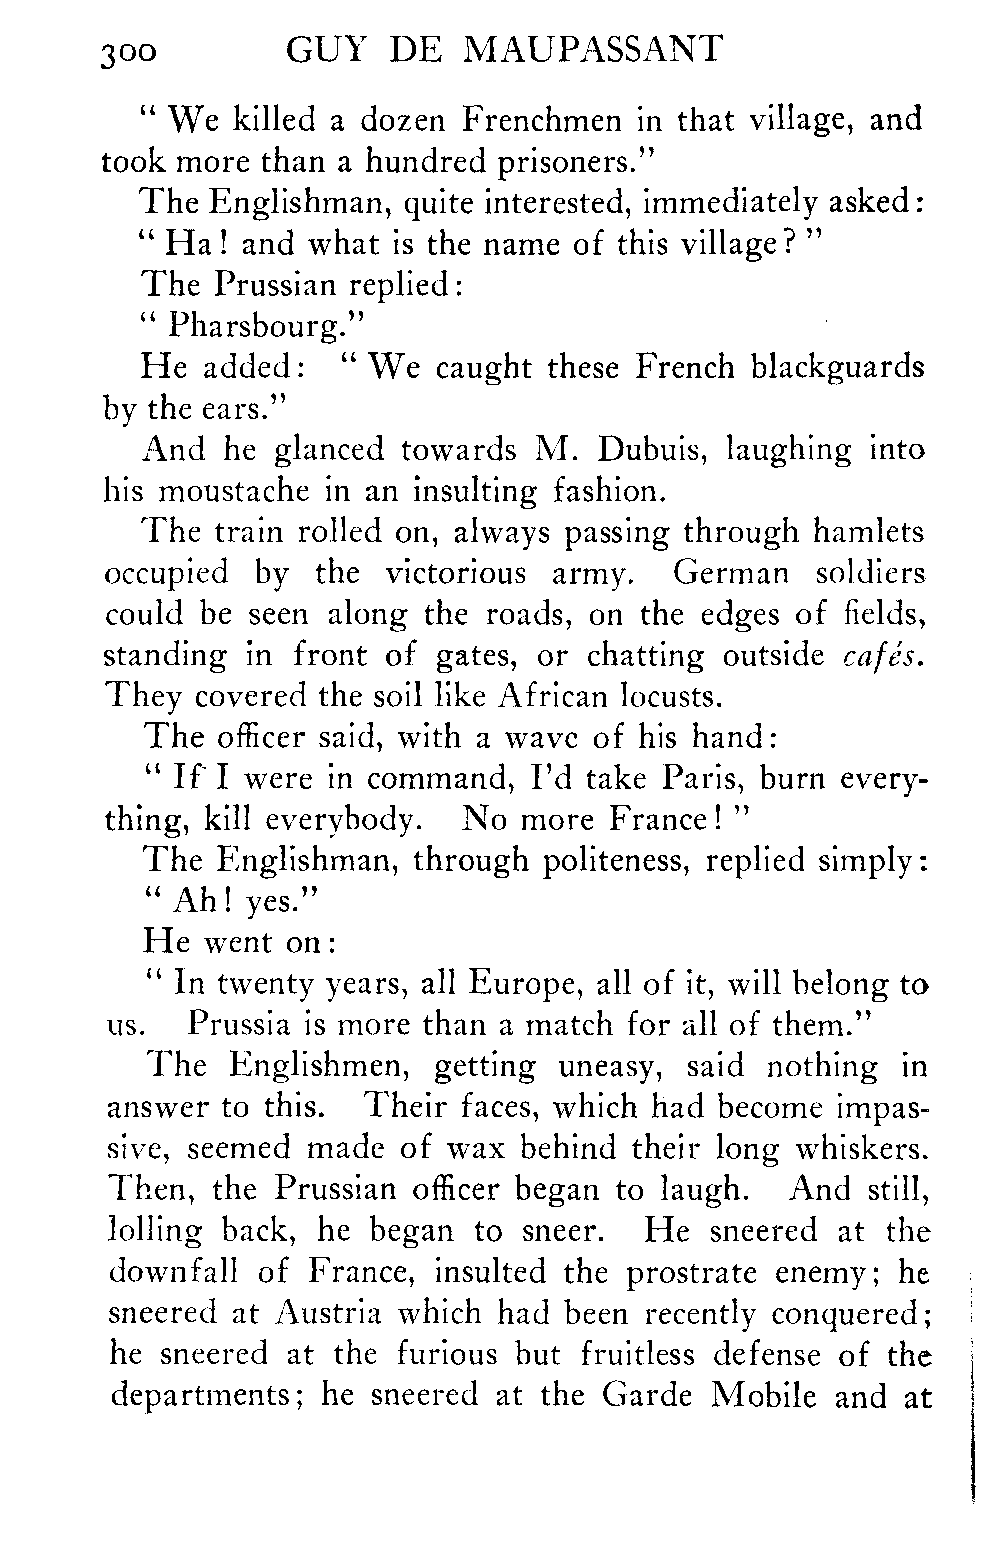 300 GUY DE MAUPASSANT
“ We killed a dozen Frenchmen in that village, and
took more than a hundred prisoners.”
The Englishman, quite interested, immediately asked:
“ Ha! and what is the name of this village? ”
The Prussian replied:
“ Pharsbourg.”
He added: “ We caught these French blackguards
by the ears.”
And he glanced towards M. Dubuis, laughing into
his moustache in an insulting fashion.
The train rolled on, always passing through hamlets
occupied by the victorious army. German soldiers
could be seen along the roads, on the edges of fields,
standing in front of gates, or chatting outside cafés.
They covered the soil like African locusts.
The officer said, with a wave of his hand:
“ If I were in command, I’d take Paris, burn every-
thing, kill everybody. No more France! ”
The Englishman, through politeness, replied simply:
“ Ah! yes.”
He went on:
“ In twenty years, all Europe, all of it, will belong to
us. Prussia is more than a match for all of them.”
The Englishmen, getting uneasy, said nothing in
answer to this. Their faces, which had become impas-
sive, seemed made of wax behind their long whiskers.
Then, the Prussian officer began to laugh. And still,
lolling back, he began to sneer. He sneered at the
downfall of France, insulted the prostrate enemy; he
sneered at Austria which had been recently conquered;
he sneered at the furious but fruitless defense of the
departments; he sneered at the Garde Mobile and at